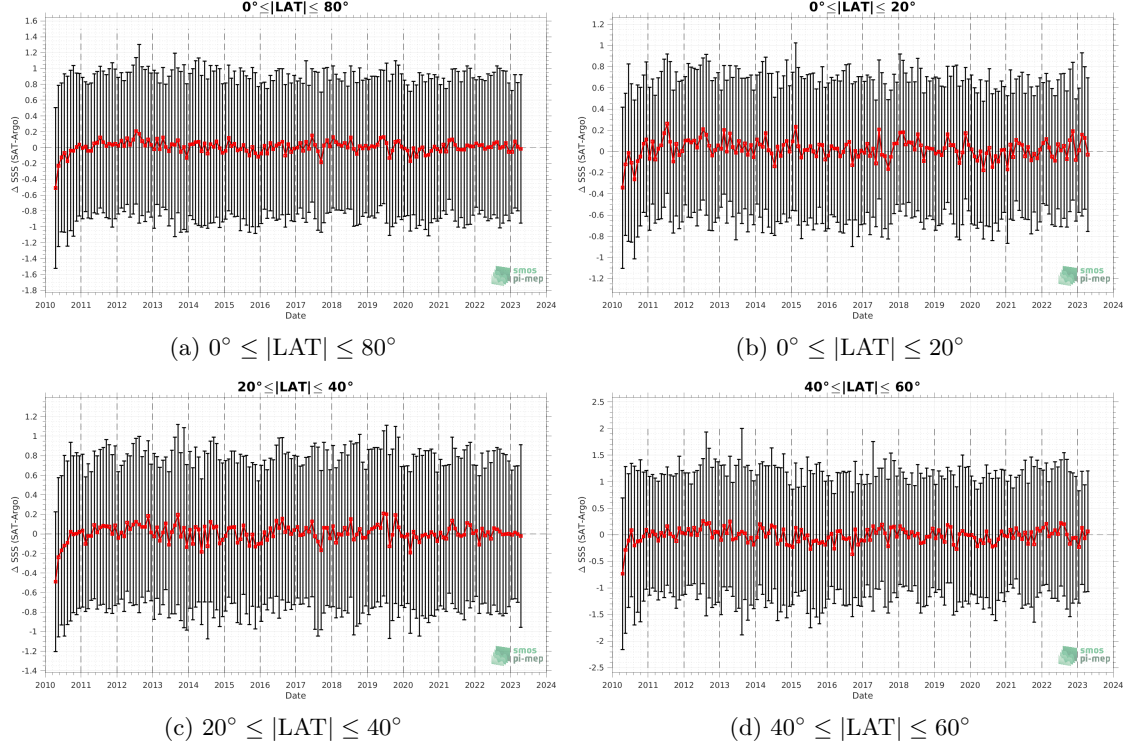 0°≤|LAT|≤ 80°
Δ SSS (SAT-Argo)
1.6
1.4
1.2
1
0.8
0.6
0.4
0.2
0
-0.2
-0.4
-0.6
-0.8
-1
-1.2
-1.4
-1.6
-1.8
2010 2011 2012 2013 2014 2015 2016 2017 2018 2019 2020 2021 2022 2023 2024
Date
smos
pi-mep
(a) 0° ≤ |LAT| ≤ 80°
0°≤|LAT|≤ 20°
Δ SSS (SAT-Argo)
1.2
1
0.8
0.6
0.4
0.2
0
-0.2
-0.4
-0.6
-0.8
-1
-1.2
2010 2011 2012 2013 2014 2015 2016 2017 2018 2019 2020 2021 2022 2023 2024
Date
smos
pi-mep
(b) 0° ≤ |LAT| ≤ 20°
20°≤|LAT|≤ 40°
Δ SSS (SAT-Argo)
1.2
1
0.8
0.6
0.4
0.2
0
-0.2
-0.4
-0.6
-0.8
-1
-1.2
-1.4
2010 2011 2012 2013 2014 2015 2016 2017 2018 2019 2020 2021 2022 2023 2024
Date
smos
pi-mep
(c) 20° ≤ |LAT| ≤ 40°
40°≤|LAT|≤ 60°
Δ SSS (SAT-Argo)
2.5
2
1.5
1
0.5
0
-0.5
-1
-1.5
-2
-2.5
2010 2011 2012 2013 2014 2015 2016 2017 2018 2019 2020 2021 2022 2023 2024
Date
smos
pi-mep
(d) 40° ≤ |LAT| ≤ 60°